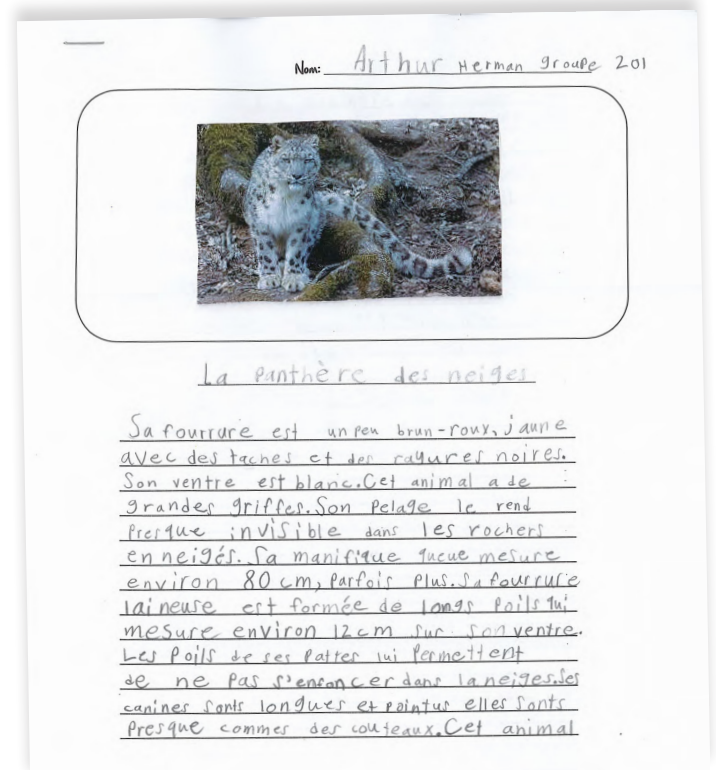 Nom: Arthur Herman groupe 201
La panthère des neiges
Sa fourrure est un peu brun-roux, jaune
avec des taches et des rayures noires.
Son ventre est blanc. Cet animal a de
grandes griffes. Son pelage le rend
presque invisible dans les rochers
en neigés. Sa manifique queue mesure
environ 80 cm, parfois plus. Sa fourrure
laineuse est formée de longs poils qui
mesure environ 12 cm sur son ventre.
Les poils de ses pattes lui permettent
de ne pas s'enfoncer dans la neiges. Ses
canines sonts longues et pointus elles sonts
presque commes des couteaux. Cet animal